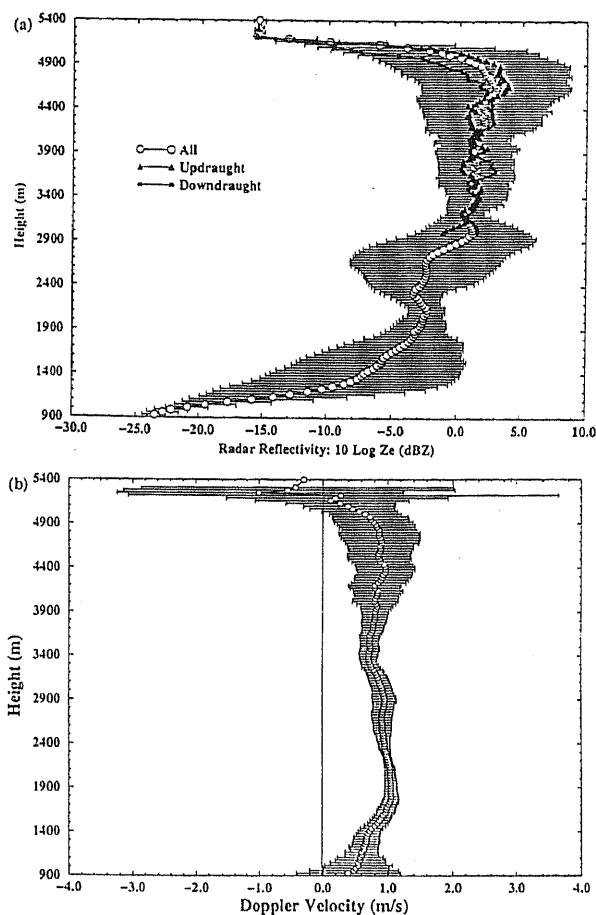 (a)
5400
4900
4400
3900
3400
2900
2400
1900
1400
900
Height (m)
All
Updraught
Downdraught
-30.0 -25.0 -20.0 -15.0 -10.0 -5.0 0.0 5.0 10.0
Radar Reflectivity: 10 Log Ze (dBZ)
(b)
5400
4900
4400
3900
3400
2900
2400
1900
1400
900
Height (m)
-4.0 -3.0 -2.0 -1.0 0.0 1.0 2.0 3.0 4.0
Doppler Velocity (m/s)